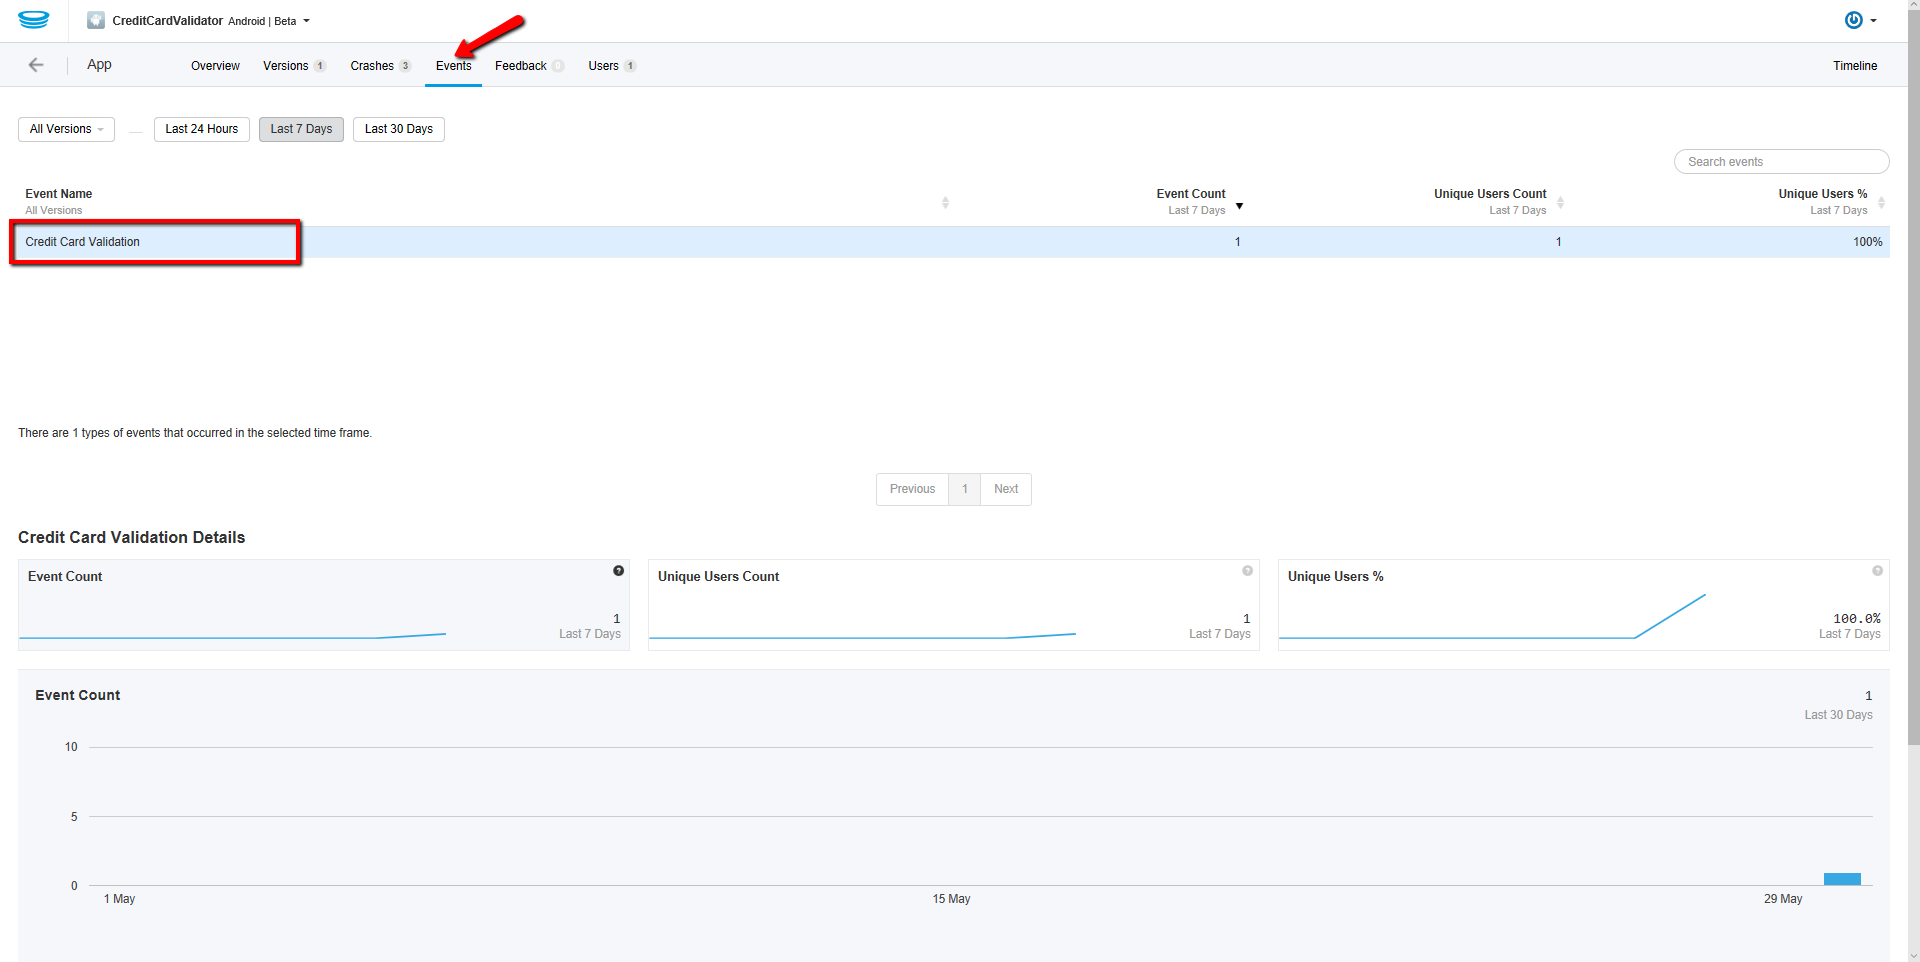 CreditCardValidator Android | Beta
App Overview Versions 1 Crashes 3 Events Feedback 0 Users 1 Timeline
All Versions Last 24 Hours Last 7 Days Last 30 Days
Search events
Event Name Event Count Unique Users Count Unique Users %
All Versions Last 7 Days Last 7 Days Last 7 Days
Credit Card Validation 1 1 100%
There are 1 types of events that occurred in the selected time frame.
Previous 1 Next
Credit Card Validation Details
Event Count ? Unique Users Count ? Unique Users % ?
1 1 100.0%
Last 7 Days Last 7 Days Last 7 Days
Event Count 1
Last 30 Days
10
5
0
1 May 15 May 29 May